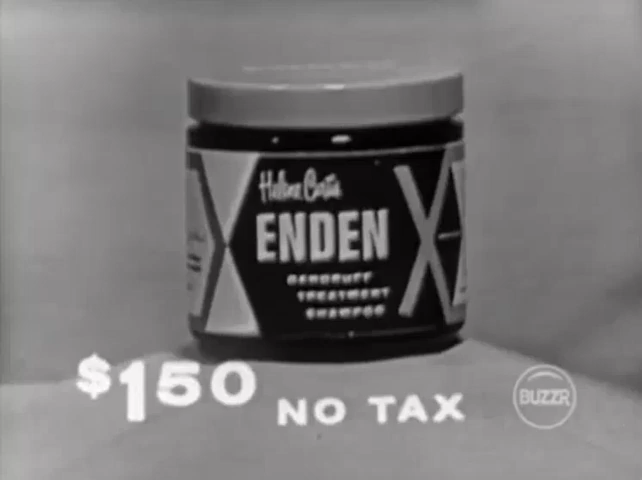 Helene Curtis
ENDEN
DANDRUFF
TREATMENT
SHAMPOO
$150 NO TAX
BUZZR